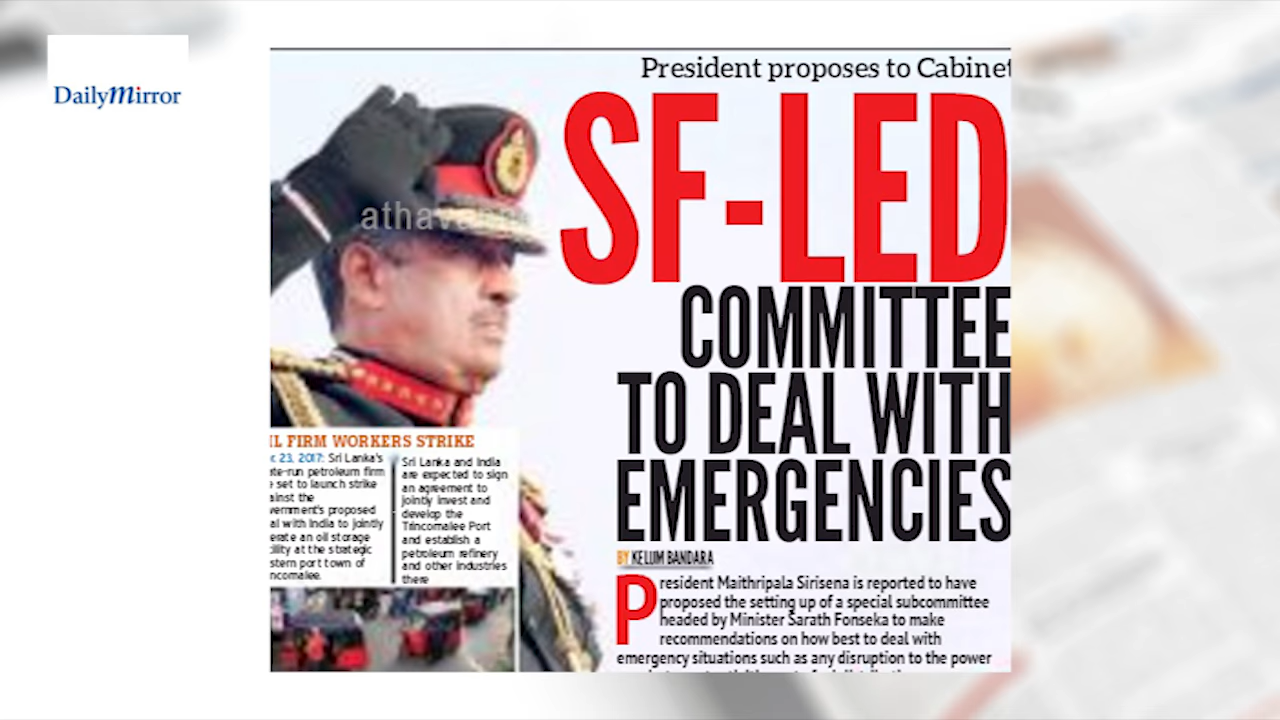 DailyMirror
President proposes to Cabinet
SF-LED
COMMITTEE
TO DEAL WITH
EMERGENCIES
BY KELUM BANDARA
President Maithripala Sirisena is reported to have
proposed the setting up of a special subcommittee
headed by Minister Sarath Fonseka to make
recommendations on how best to deal with
emergency situations such as any disruption to the power
IL FIRM WORKERS STRIKE
23, 2017: Sri Lanka's
te-run petroleum firm
set to launch strike
ainst the
vernment's proposed
al with India to jointly
erate an oil storage
ility at the strategic
stern port town of
ncomalee.
Sri Lanka and India
are expected to sign
an agreement to
jointly invest and
develop the
Trincomalee Port
and establish a
petroleum refinery
and other industries
there
athava